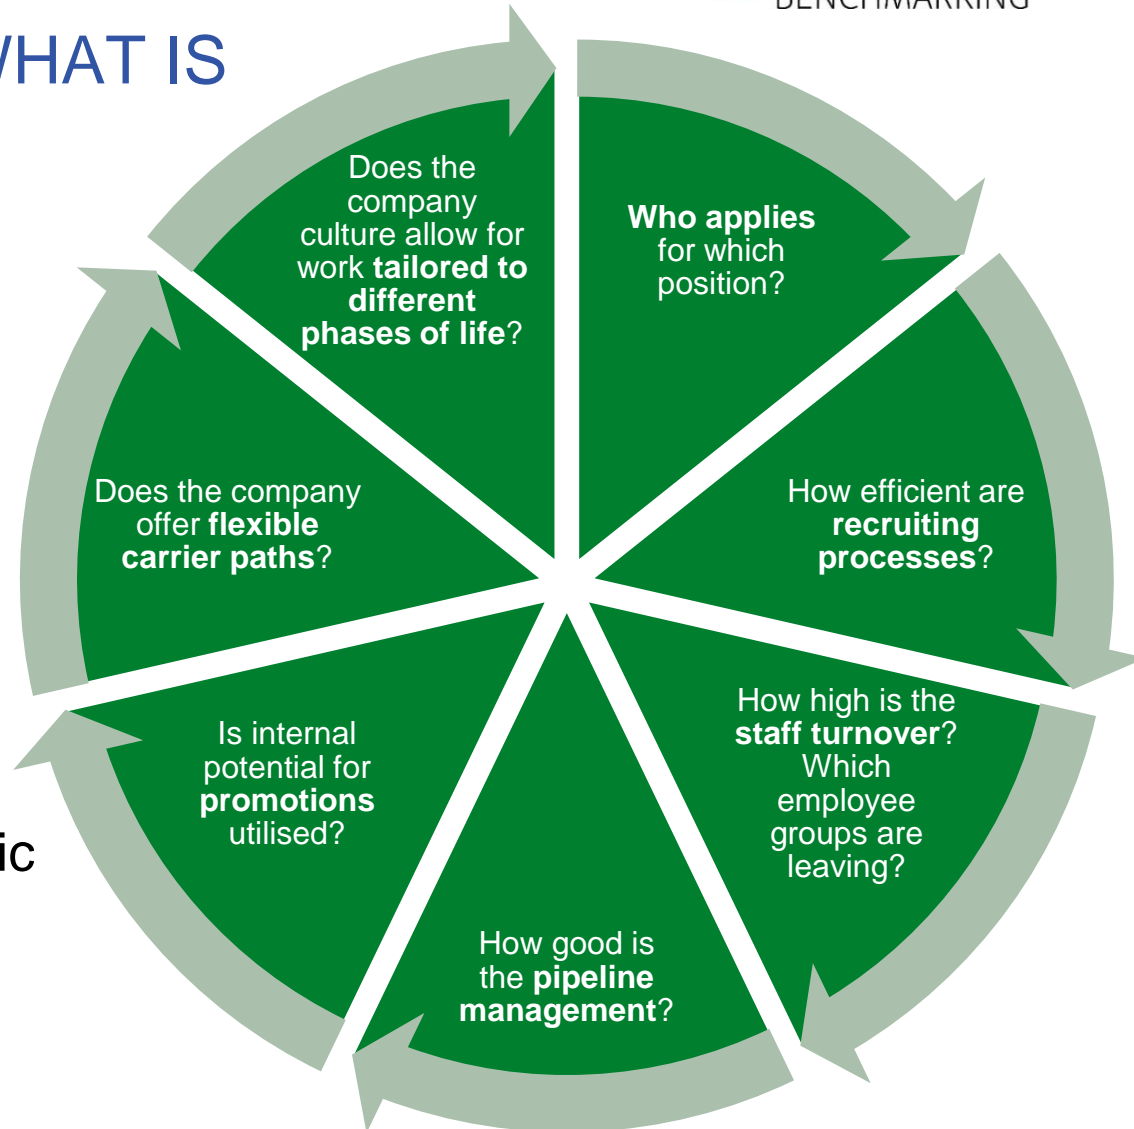 BENCHMARKING
WHAT IS
Who applies
for which
position?
How efficient are
recruiting
processes?
How high is the
staff turnover?
Which
employee
groups are
leaving?
How good is
the pipeline
management?
Is internal
potential for
promotions
utilised?
Does the company
offer flexible
carrier paths?
Does the
company
culture allow for
work tailored to
different
phases of life?
ic